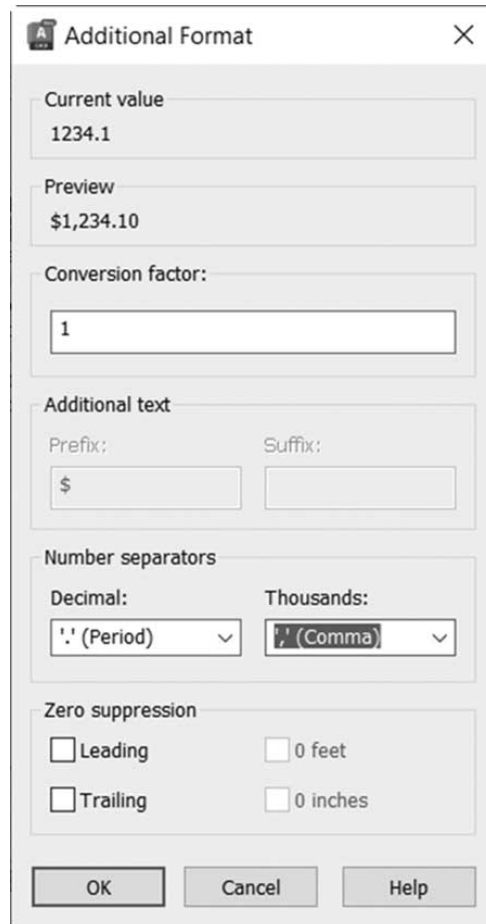 Additional Format
Current value
1234.1
Preview
$1,234.10
Conversion factor:
1
Additional text
Prefix: Suffix:
$
Number separators
Decimal: Thousands:
'.' (Period) ',' (Comma)
Zero suppression
Leading 0 feet
Trailing 0 inches
OK Cancel Help